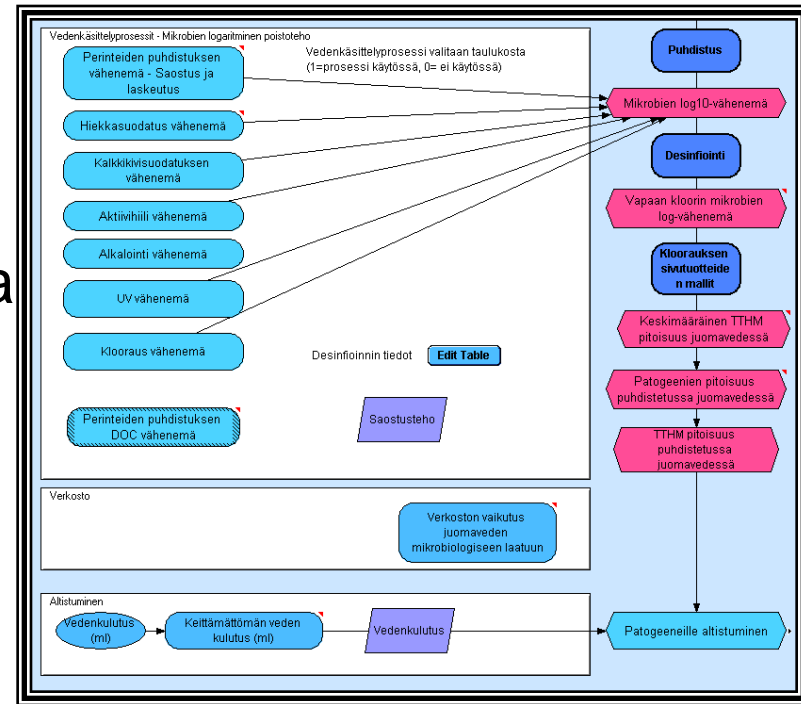 Vedenkäsittelyprosessit - Mikrobien logaritminen poistoteho
Perinteiden puhdistuksen
vähenemä - Saostus ja
laskeutus
Vedenkäsittelyprosessi valitaan taulukosta
(1=prosessi käytössä, 0= ei käytössä)
Hiekkasuodatus vähenemä
Kalkkikivisuodatuksen
vähenemä
Aktiivihiili vähenemä
Alkalointi vähenemä
UV vähenemä
Klooraus vähenemä
Desinfioinnin tiedot
Edit Table
Perinteiden puhdistuksen
DOC vähenemä
Saostusteho
Puhdistus
Mikrobien log10-vähenemä
Desinfiointi
Vapaan kloorin mikrobien
log-vähenemä
Kloorauksen
sivutuotteide
n mallit
Keskimääräinen TTHM
pitoisuus juomavedessä
Patogeenien pitoisuus
puhdistetussa juomavedessä
TTHM pitoisuus
puhdistetussa
juomavedessä
Verkosto
Verkoston vaikutus
juomaveden
mikrobiologiseen laatuun
Altistuminen
Vedenkulutus
(ml)
Keittämättömän veden
kulutus (ml)
Vedenkulutus
Patogeeneille altistuminen
a